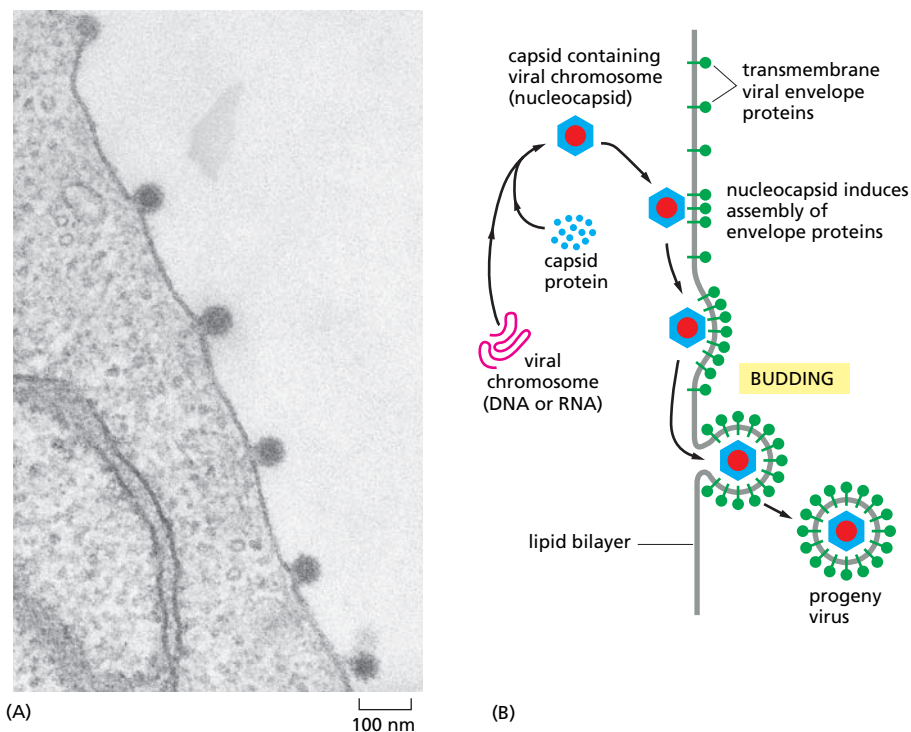 capsid containing
viral chromosome
(nucleocapsid)
transmembrane
viral envelope
proteins
nucleocapsid induces
assembly of
envelope proteins
capsid
protein
viral
chromosome
(DNA or RNA)
BUDDING
lipid bilayer
progeny
virus
(A)
100 nm
(B)